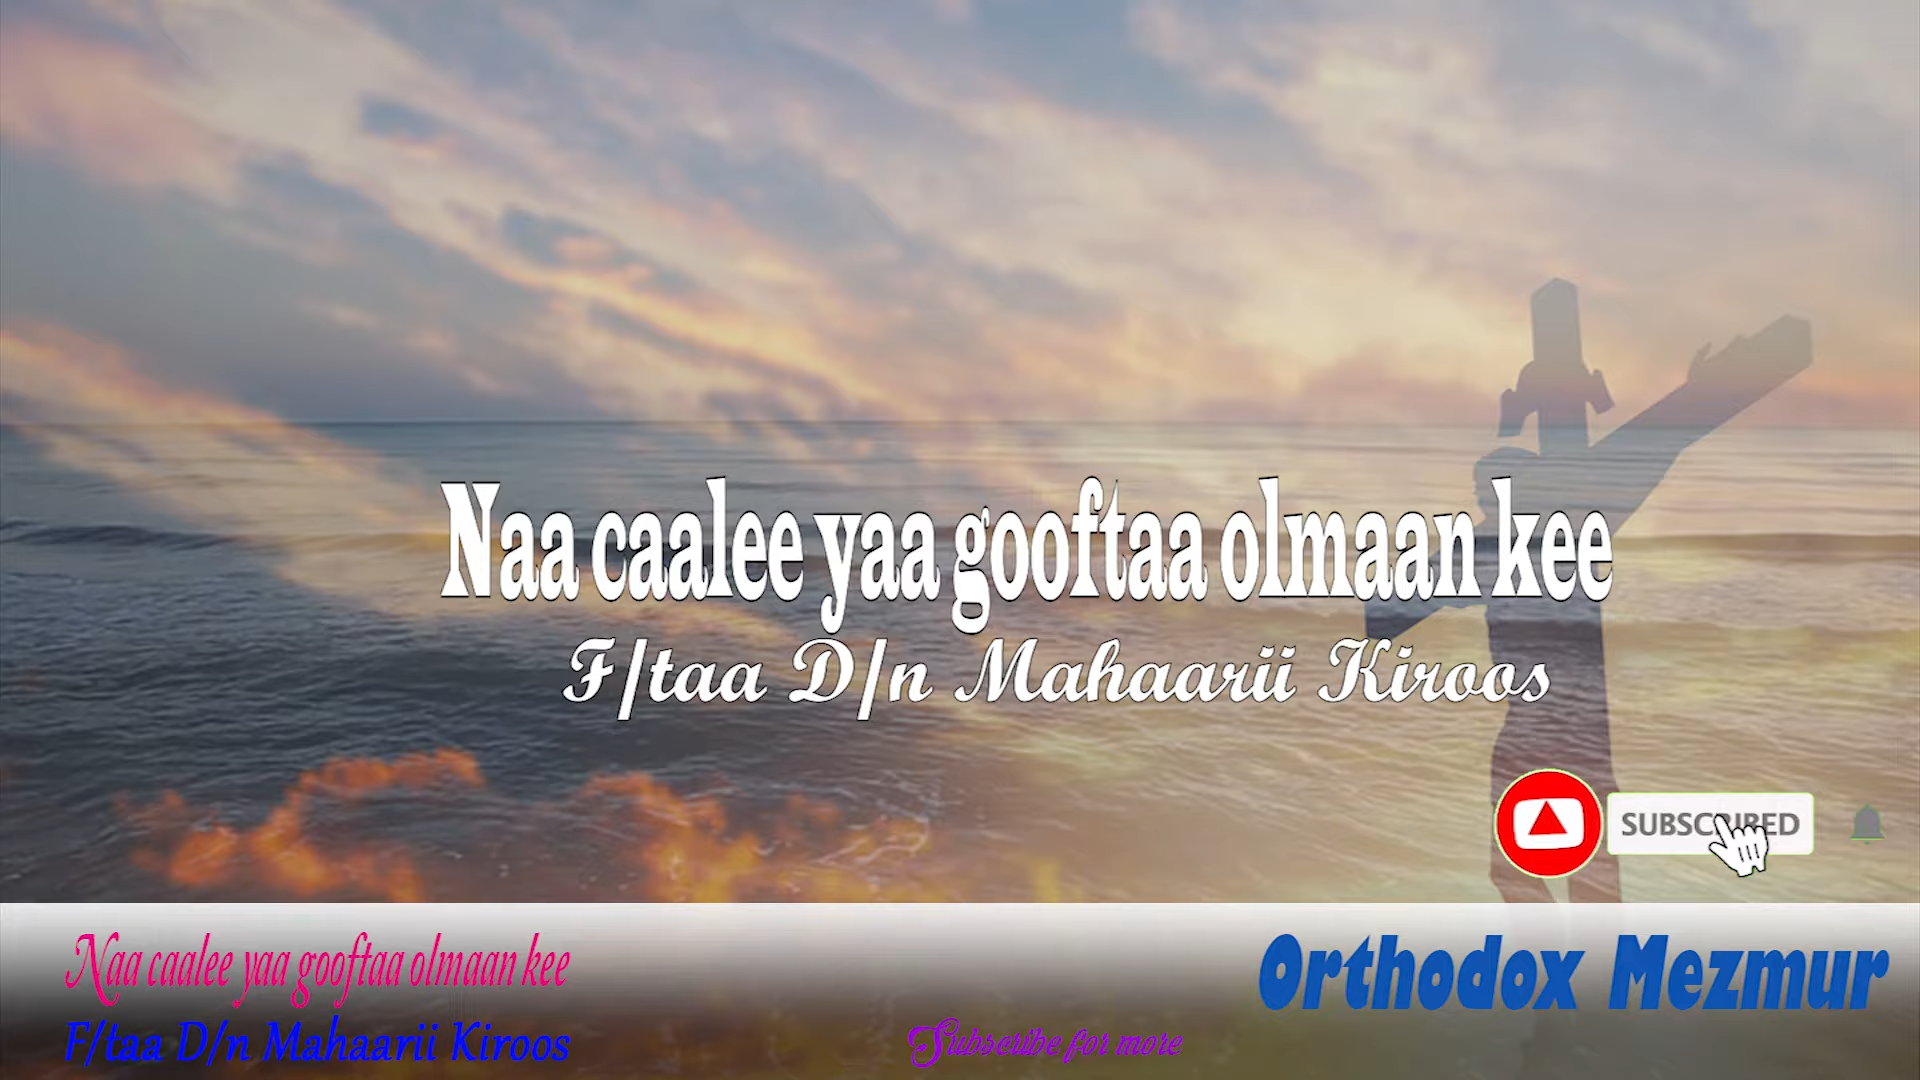 Naa caalee yaa gooftaa olmaan kee
F/taa D/n Mahaarii Kiroos
SUBSCRIBED
Naa caalee yaa gooftaa olmaan kee
F/taa D/n Mahaarii Kiroos
Subscribe for more
Orthodox Mezmur